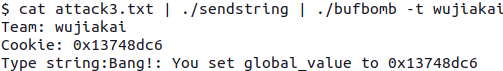 $ cat attack3.txt | ./sendstring | ./bufbomb -t wujiakai
Team: wujiakai
Cookie: 0x13748dc6
Type string:Bang!: You set global_value to 0x13748dc6